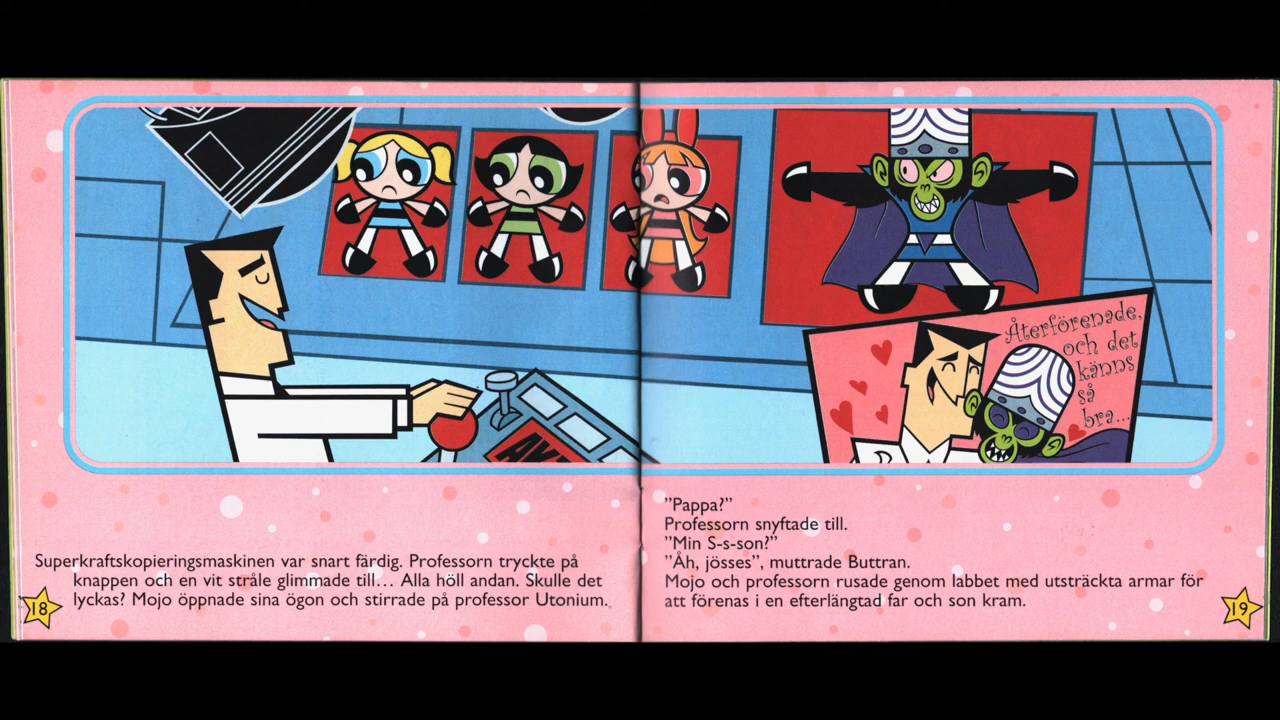 Återförenade,
och det
känns
så
bra...
Superkraftskopieringsmaskinen var snart färdig. Professorn tryckte på
knappen och en vit stråle glimmade till… Alla höll andan. Skulle det
lyckas? Mojo öppnade sina ögon och stirrade på professor Utonium.
18
”Pappa?”
Professorn snyftade till.
”Min S-s-son?”
”Åh, jösses”, muttrade Buttran.
Mojo och professorn rusade genom labbet med utsträckta armar för
att förenas i en efterlängtad far och son kram.
19